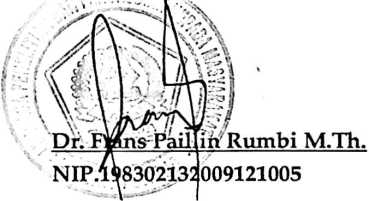 Dr. Frans Paillin Rumbi M.Th.
NIP.198302132009121005